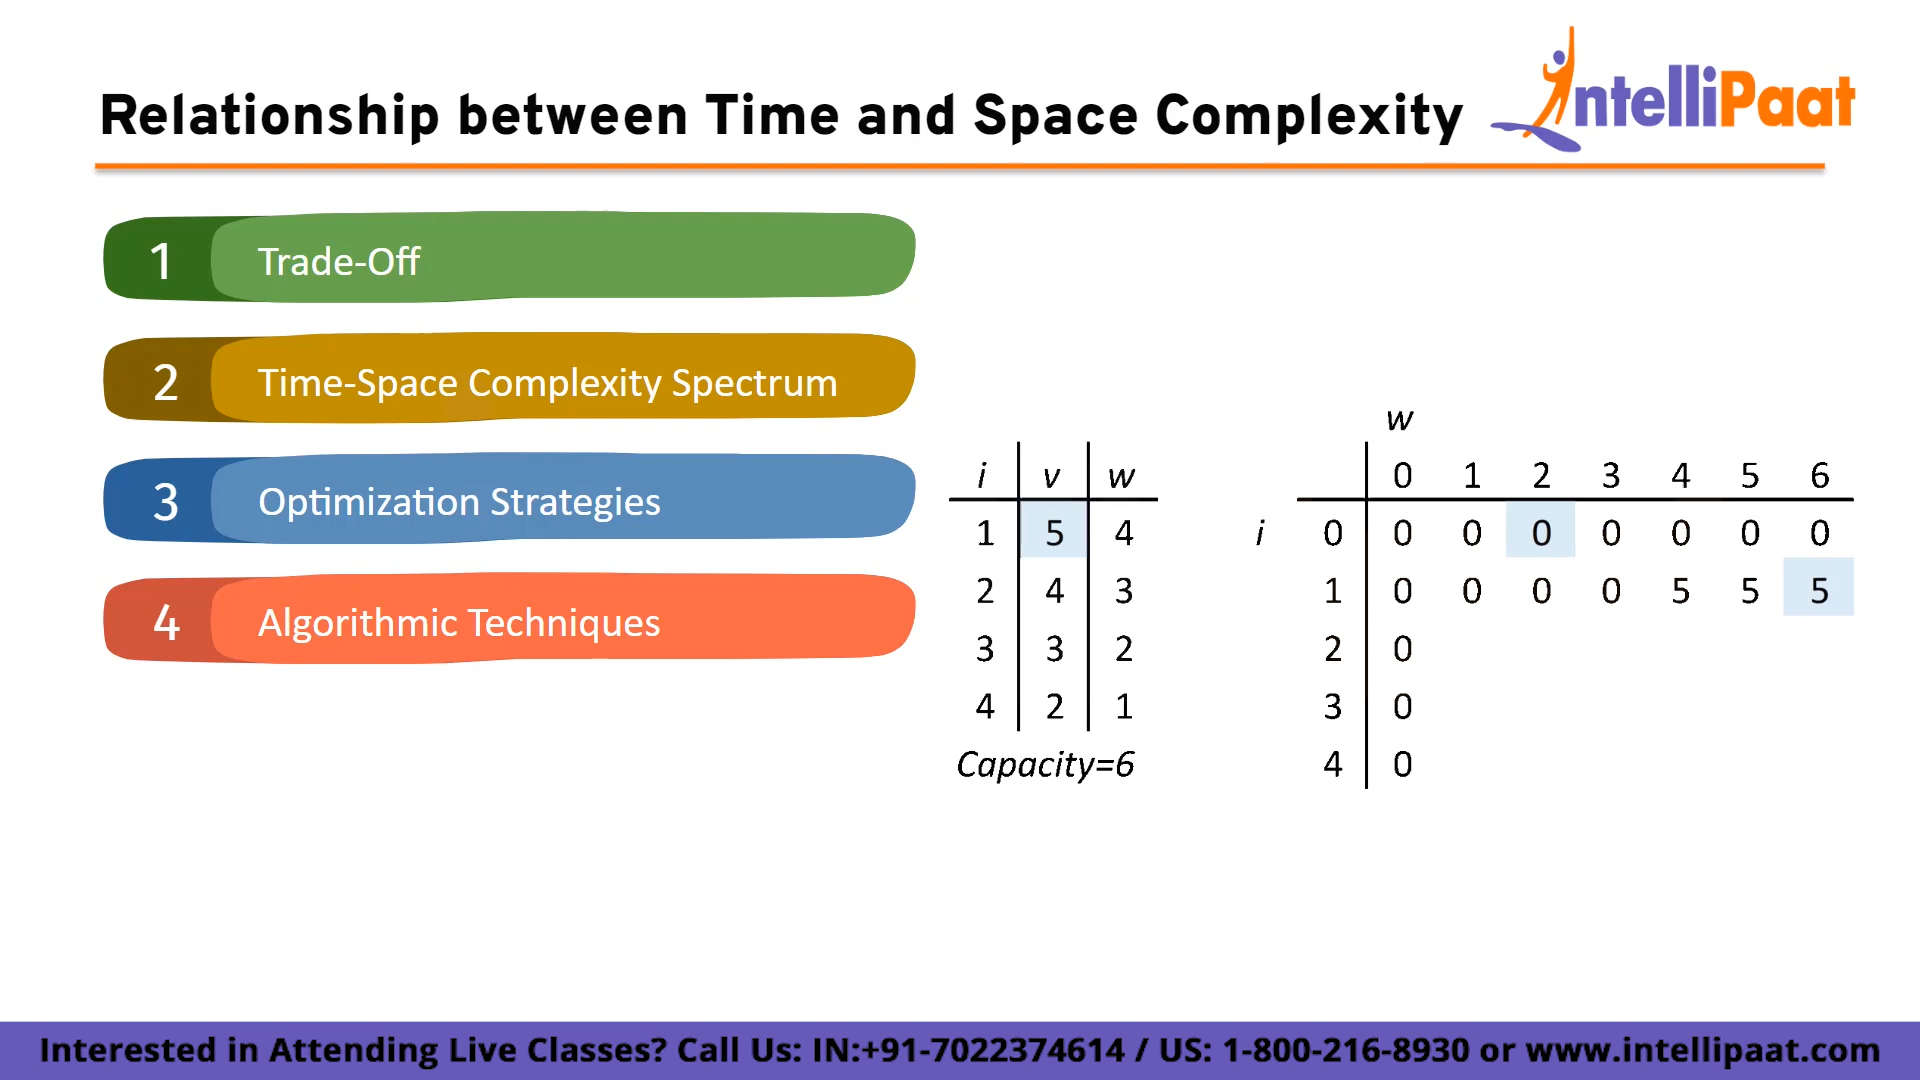 Relationship between Time and Space Complexity
IntelliPaat
1 Trade-Off
2 Time-Space Complexity Spectrum
3 Optimization Strategies
4 Algorithmic Techniques
i v w
1 5 4
2 4 3
3 3 2
4 2 1
Capacity=6
w
0 1 2 3 4 5 6
i 0 0 0 0 0 0 0 0
1 0 0 0 0 5 5 5
2 0
3 0
4 0
Interested in Attending Live Classes? Call Us: IN:+91-7022374614 / US: 1-800-216-8930 or www.intellipaat.com